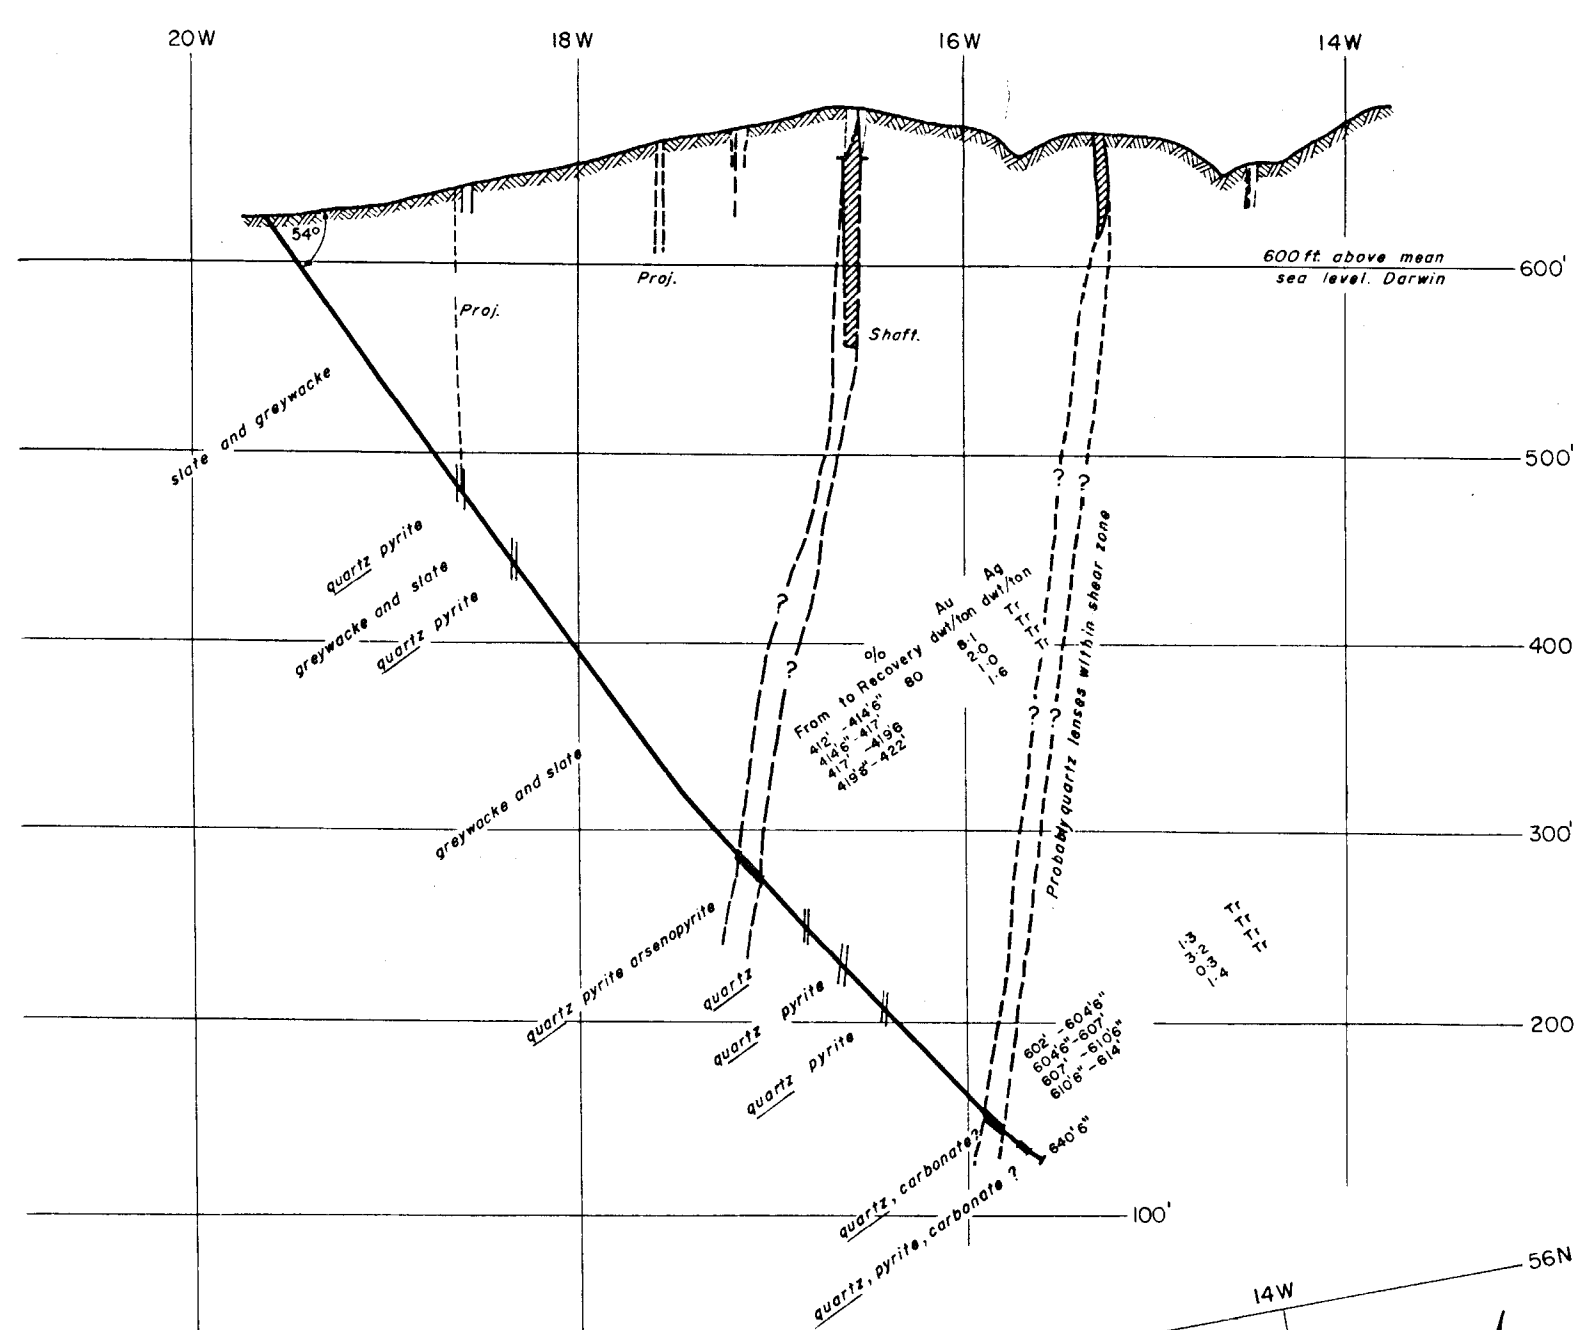 20W
18W
16W
14W
54°
Proj.
Proj.
Shaft.
600 ft. above mean
sea level. Darwin
600'
500'
400
300'
200
100'
slate and greywacke
quartz pyrite
greywacke and slate
quartz pyrite
greywacke and slate
quartz pyrite arsenopyrite
quartz
quartz pyrite
quartz pyrite
quartz, carbonate?
quartz, pyrite, carbonate ?
? ?
? ?
? ?
Probably quartz lenses within shear zone
% Au Ag
From to Recovery dwt/ton dwt/ton
412' -414'6" 80 8·1 Tr
414'6"-417' 2·0 Tr
417' -419'6 1·0 Tr
419'6"-422' 1·6 Tr
602' -604'6" 1·3 Tr
604'6"-607' 3·2 Tr
607' -610'6" 0·3 Tr
610'6"-614' 1·4 Tr
640'6"
14W
56N